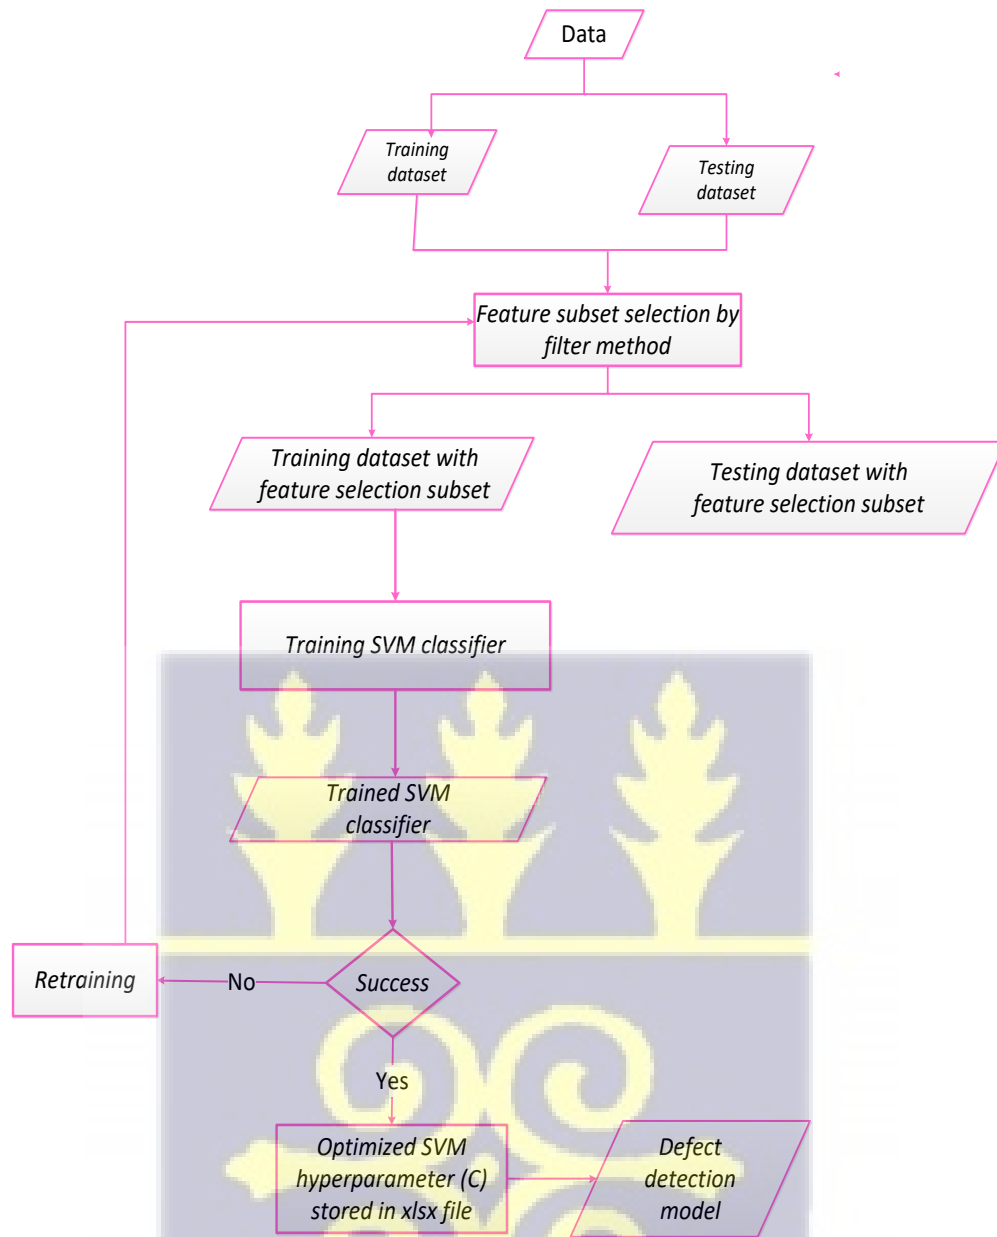 Data
Training
dataset
Testing
dataset
Feature subset selection by
filter method
Training dataset with
feature selection subset
Testing dataset with
feature selection subset
Training SVM classifier
Trained SVM
classifier
Retraining
No
Success
Yes
Optimized SVM
hyperparameter (C)
stored in xlsx file
Defect
detection
model